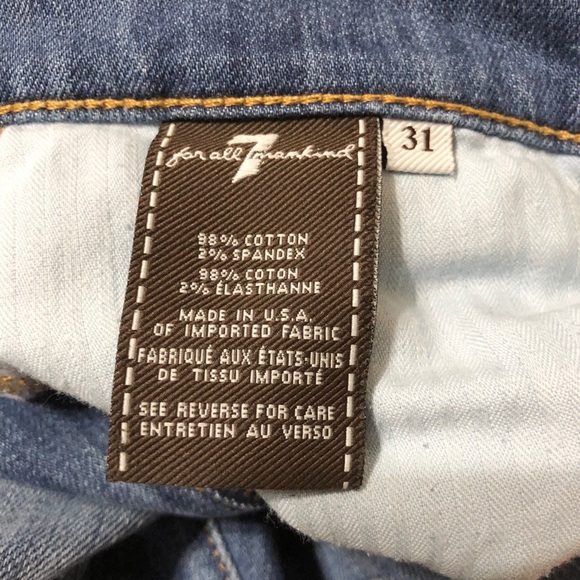 for all 7 mankind
31
98% COTTON
2% SPANDEX
98% COTON
2% ÉLASTHANNE
MADE IN U.S.A.
OF IMPORTED FABRIC
FABRIQUÉ AUX ÉTATS-UNIS
DE TISSU IMPORTÉ
SEE REVERSE FOR CARE
ENTRETIEN AU VERSO